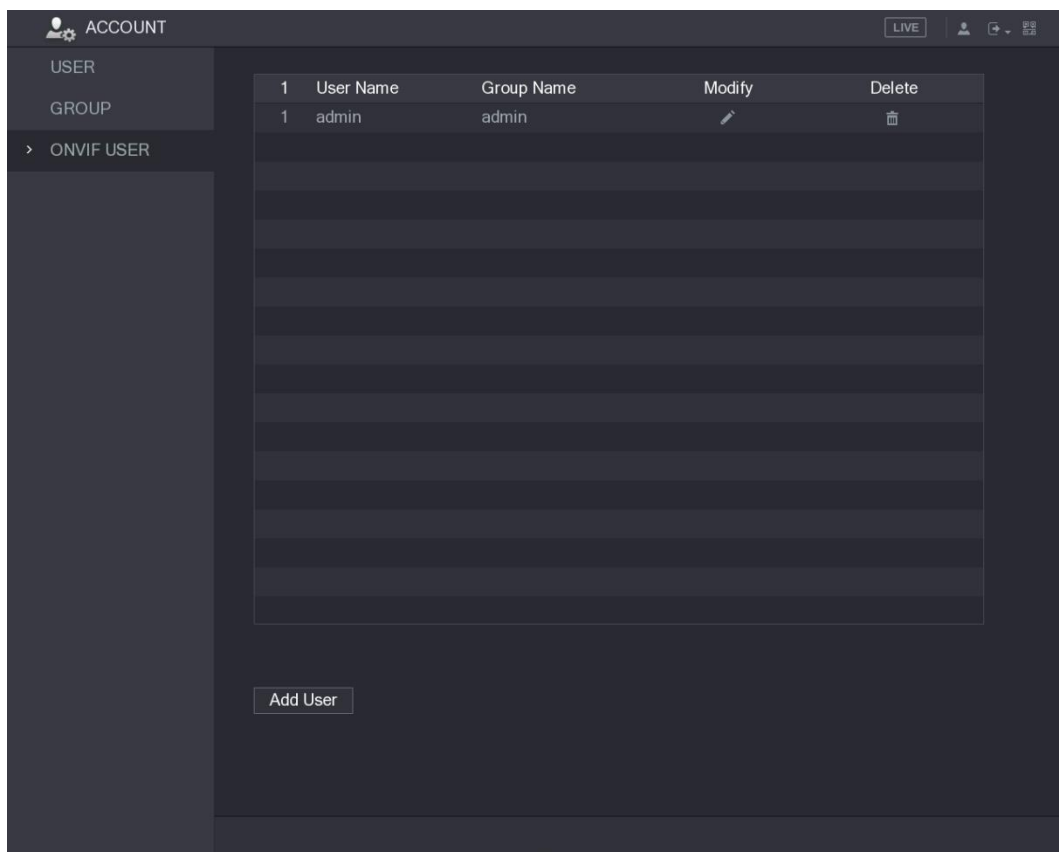 ACCOUNT LIVE
USER
GROUP
ONVIF USER
1 User Name Group Name Modify Delete
1 admin admin
Add User